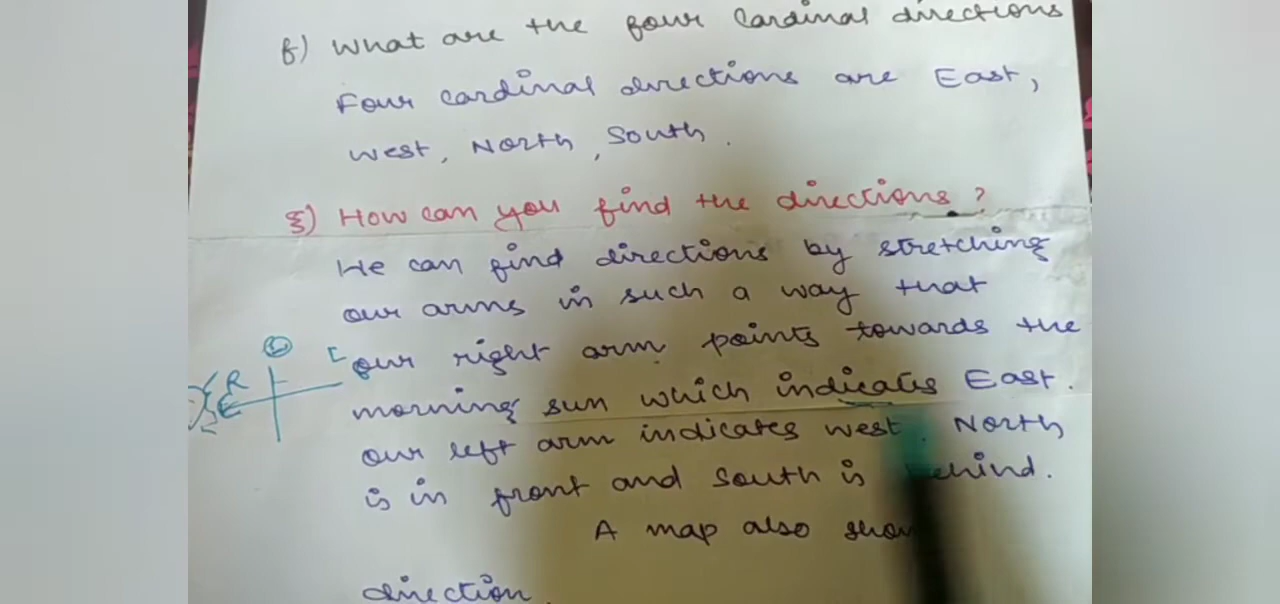 f) What are the four Cardinal directions
Four cardinal directions are East,
West, North, South.
g) How can you find the directions?
We can find directions by stretching
our arms in such a way that
our right arm points towards the
morning sun which indicates East.
our left arm indicates west. North
is in front and South is behind.
A map also
direction.
R
E
L